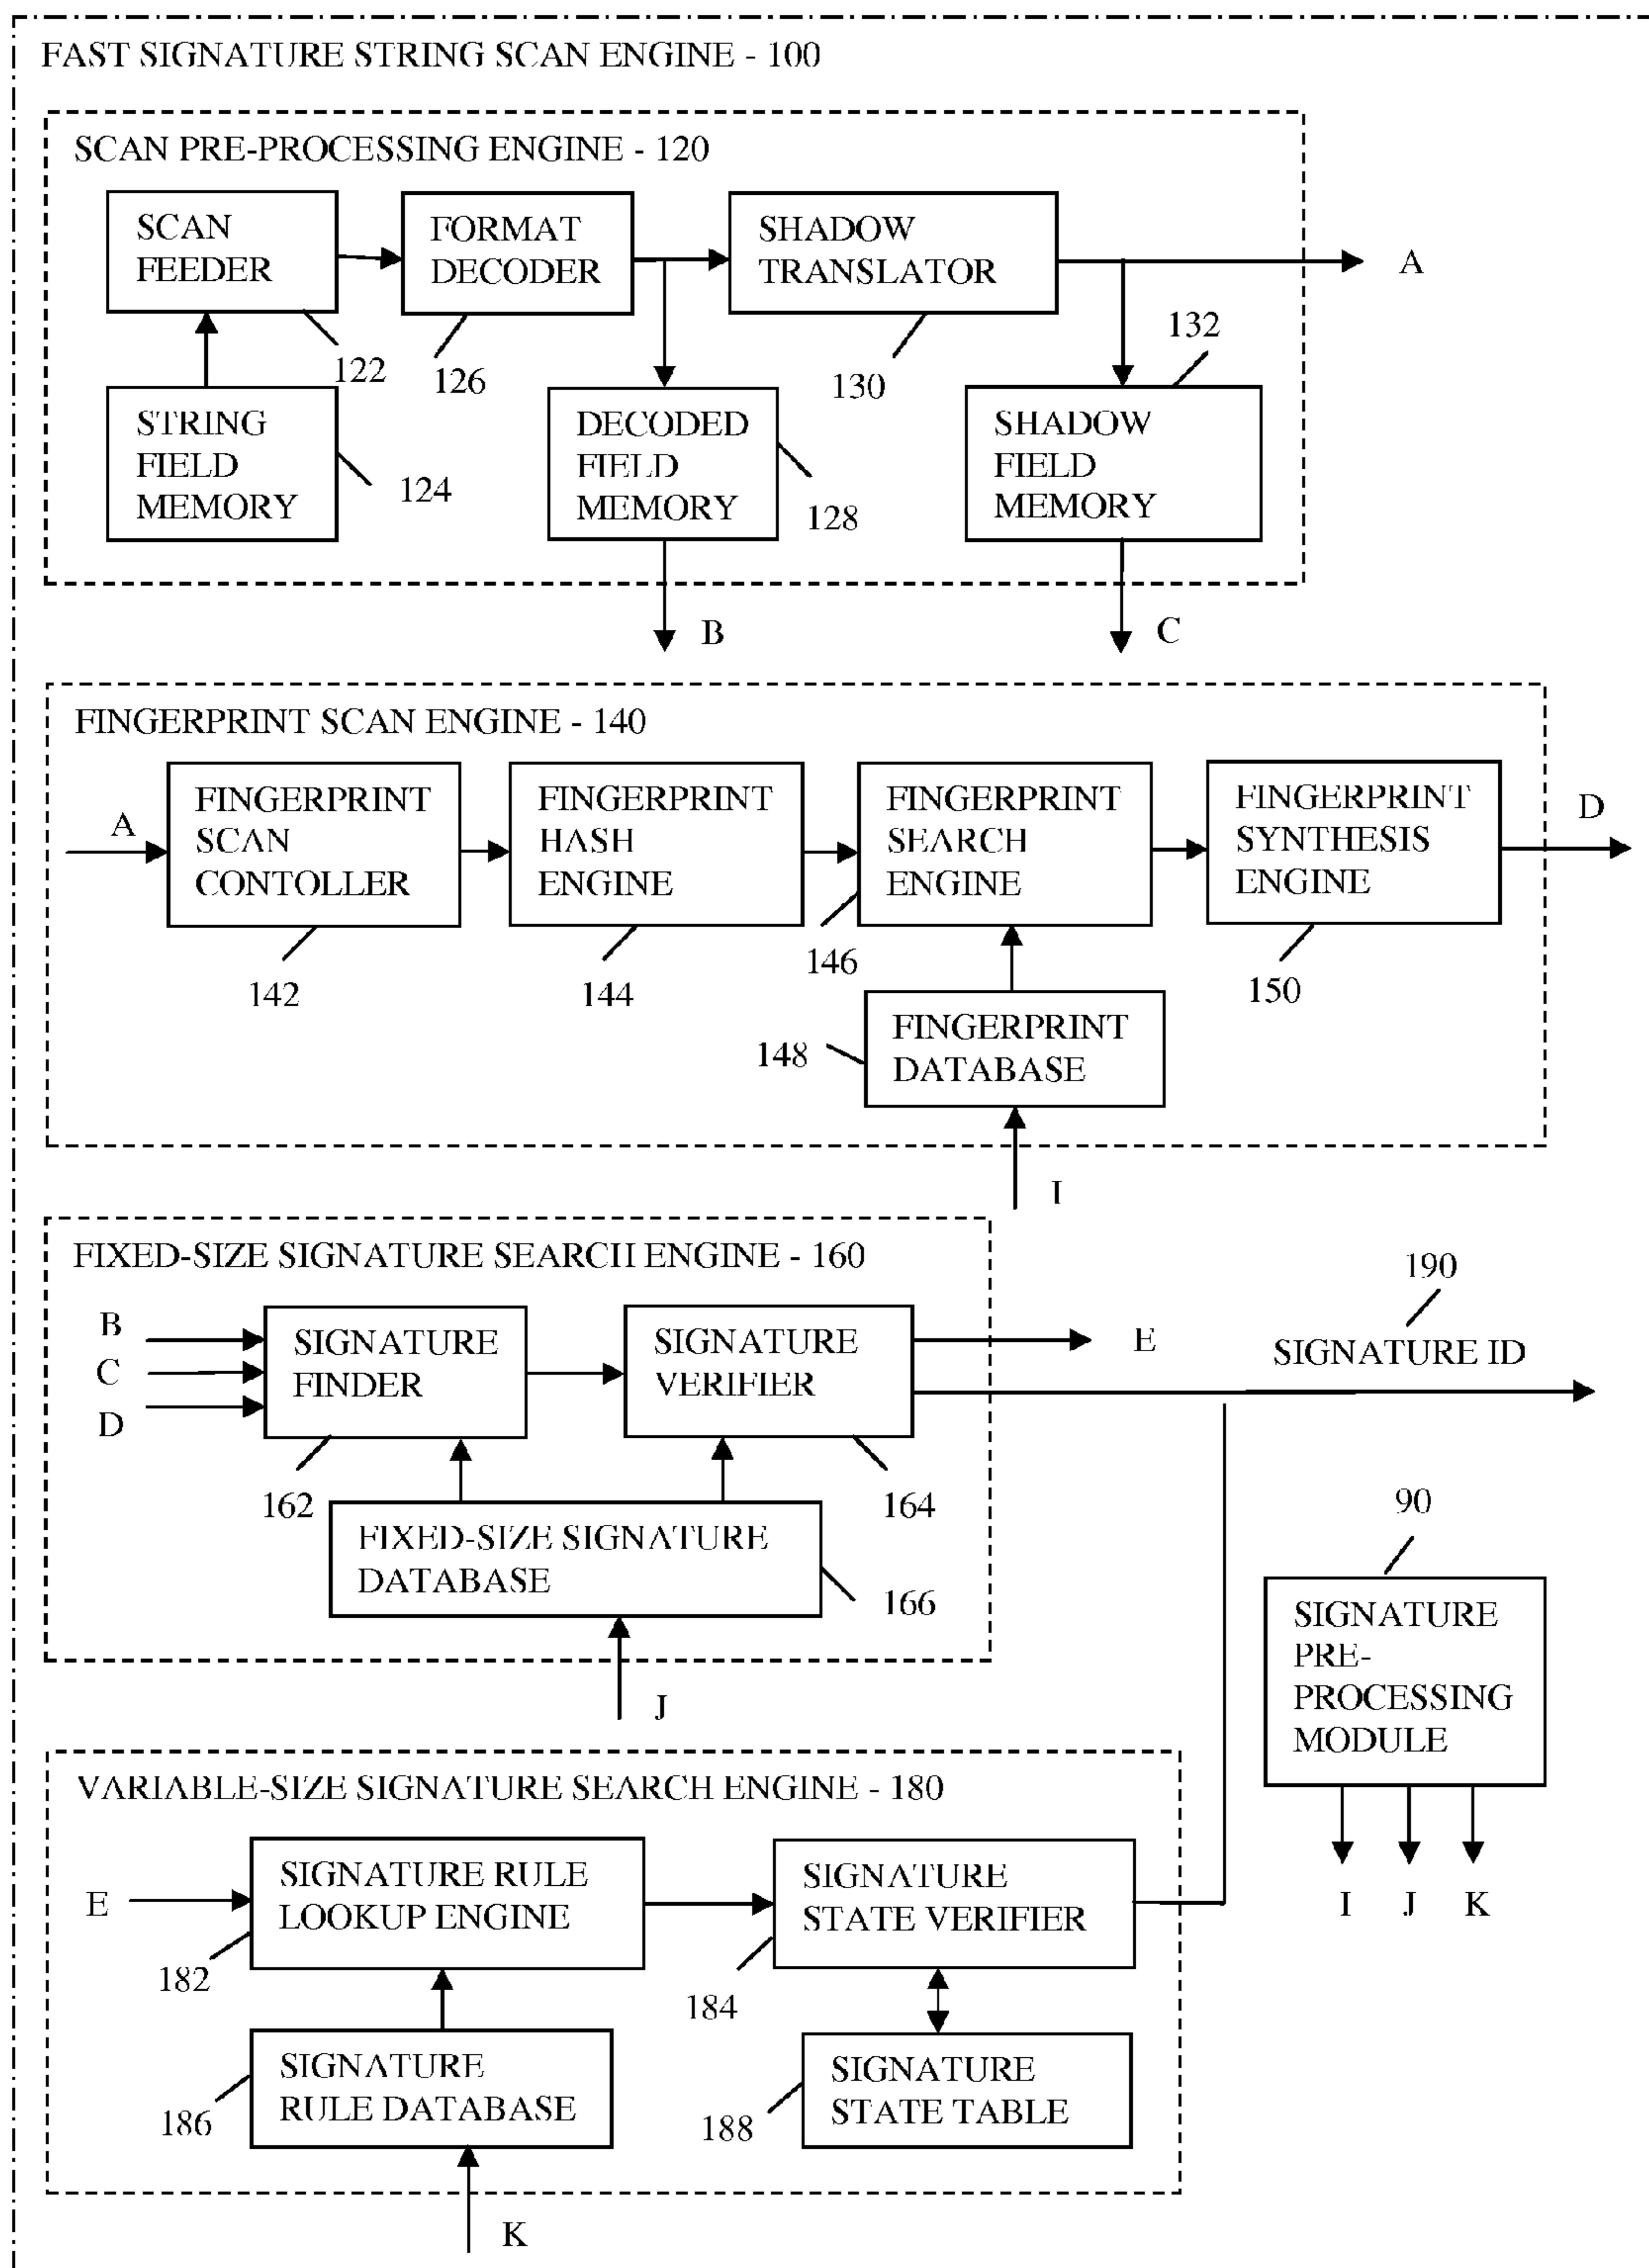 FAST SIGNATURE STRING SCAN ENGINE - 100
SCAN PRE-PROCESSING ENGINE - 120
SCAN
FEEDER
122
FORMAT
DECODER
126
SHADOW
TRANSLATOR
130
A
132
STRING
FIELD
MEMORY
124
DECODED
FIELD
MEMORY
128
SHADOW
FIELD
MEMORY
B
C
FINGERPRINT SCAN ENGINE - 140
A
FINGERPRINT
SCAN
CONTOLLER
142
FINGERPRINT
HASH
ENGINE
144
FINGERPRINT
SEARCH
ENGINE
146
FINGERPRINT
SYNTHESIS
ENGINE
150
D
148
FINGERPRINT
DATABASE
I
FIXED-SIZE SIGNATURE SEARCH ENGINE - 160
B
C
D
SIGNATURE
FINDER
162
SIGNATURE
VERIFIER
164
E
190
SIGNATURE ID
FIXED-SIZE SIGNATURE
DATABASE
166
J
90
SIGNATURE
PRE-
PROCESSING
MODULE
I
J
K
VARIABLE-SIZE SIGNATURE SEARCH ENGINE - 180
E
SIGNATURE RULE
LOOKUP ENGINE
182
SIGNATURE
STATE VERIFIER
184
SIGNATURE
RULE DATABASE
186
SIGNATURE
STATE TABLE
188
K